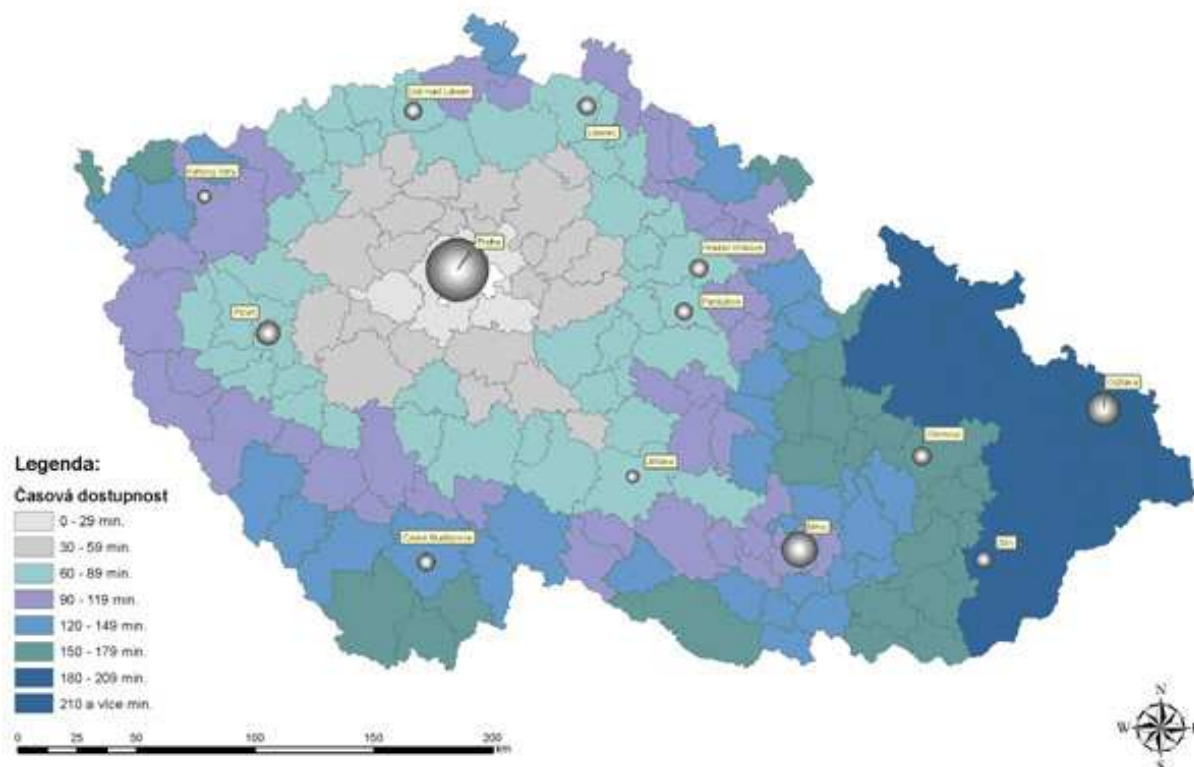 Ústí nad Labem
Liberec
Karlovy Vary
Praha
Hradec Králové
Pardubice
Plzeň
Ostrava
Olomouc
Jihlava
Brno
České Budějovice
Zlín
Legenda:
Časová dostupnost
0 - 29 min.
30 - 59 min.
60 - 89 min.
90 - 119 min.
120 - 149 min.
150 - 179 min.
180 - 209 min.
210 a více min.
0 50 100 150 200
km
N
W E
S